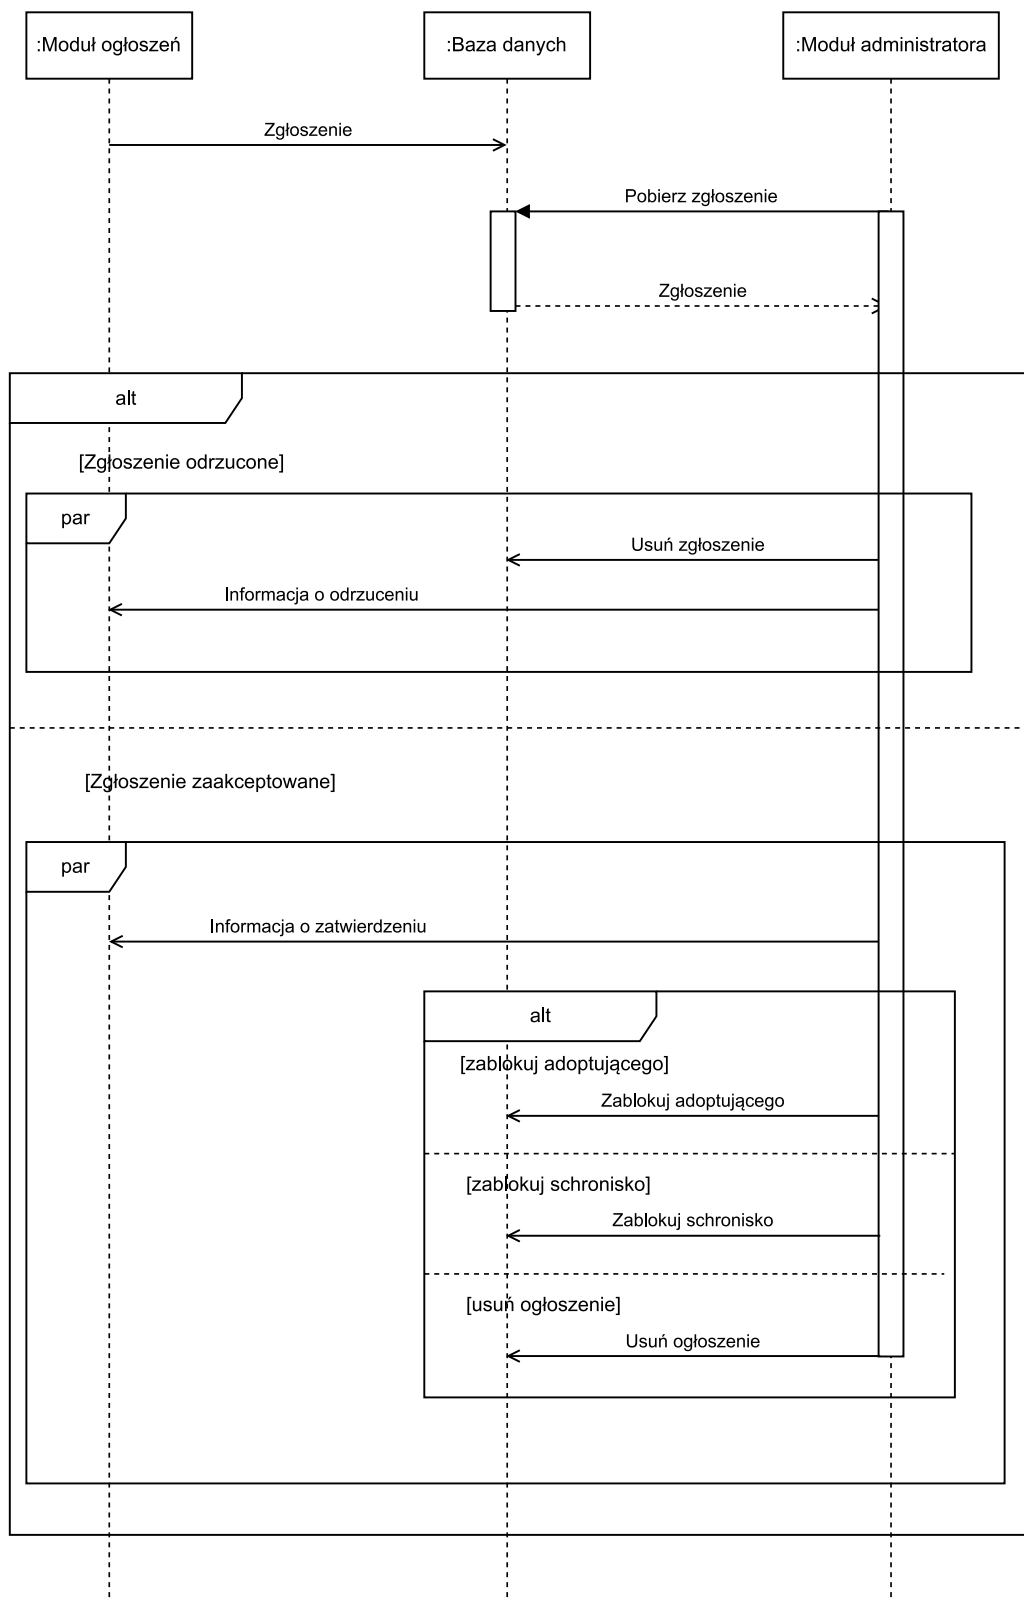 :Moduł ogłoszeń
:Baza danych
:Moduł administratora
Zgłoszenie
Pobierz zgłoszenie
Zgłoszenie
alt
[Zgłoszenie odrzucone]
par
Usuń zgłoszenie
Informacja o odrzuceniu
[Zgłoszenie zaakceptowane]
par
Informacja o zatwierdzeniu
alt
[zablokuj adoptującego]
Zablokuj adoptującego
[zablokuj schronisko]
Zablokuj schronisko
[usuń ogłoszenie]
Usuń ogłoszenie